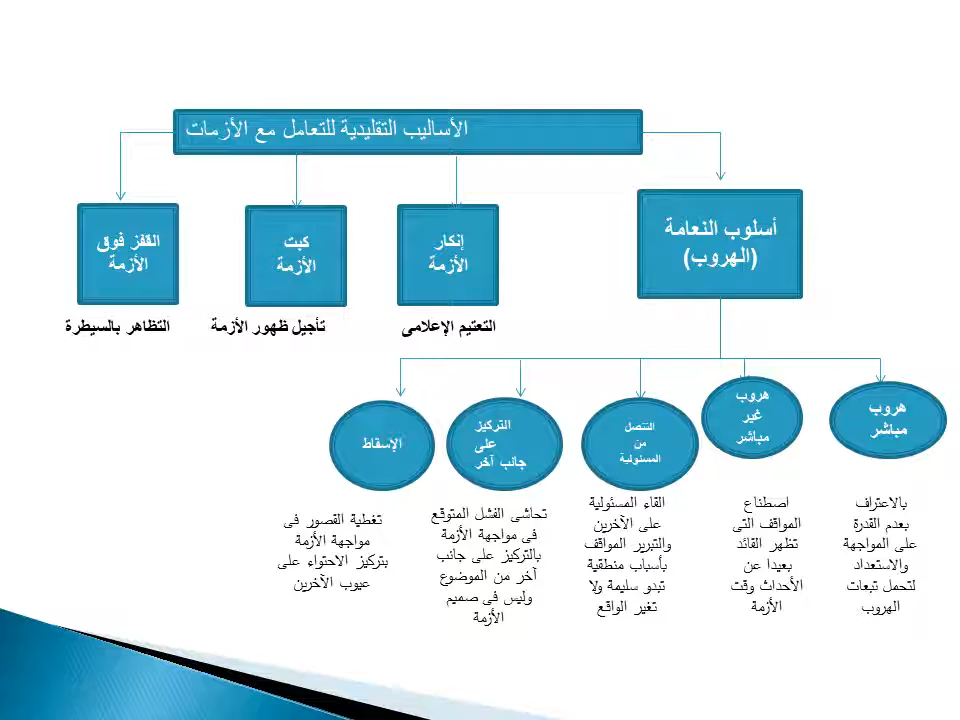 الأساليب التقليدية للتعامل مع الأزمات
أسلوب النعامة
(الهروب)
إنكار
الأزمة
التعتيم الإعلامى
كبت
الأزمة
تأجيل ظهور الأزمة
القفز فوق
الأزمة
التظاهر بالسيطرة
هروب
مباشر
بالاعتراف
بعدم القدرة
على المواجهة
والاستعداد
لتحمل تبعات
الهروب
هروب
غير
مباشر
اصطناع
المواقف التى
تظهر القائد
بعيدا عن
الأحداث وقت
الأزمة
التنصل
من
المسئولية
القاء المسئولية
على الآخرين
والتبرير المواقف
بأسباب منطقية
تبدو سليمة ولا
تغير الواقع
التركيز
على
جانب آخر
تحاشى الفشل المتوقع
فى مواجهة الأزمة
بالتركيز على جانب
آخر من الموضوع
وليس فى صميم
الأزمة
الإسقاط
تغطية القصور فى
مواجهة الأزمة
بتركيز الاحتواء على
عيوب الآخرين